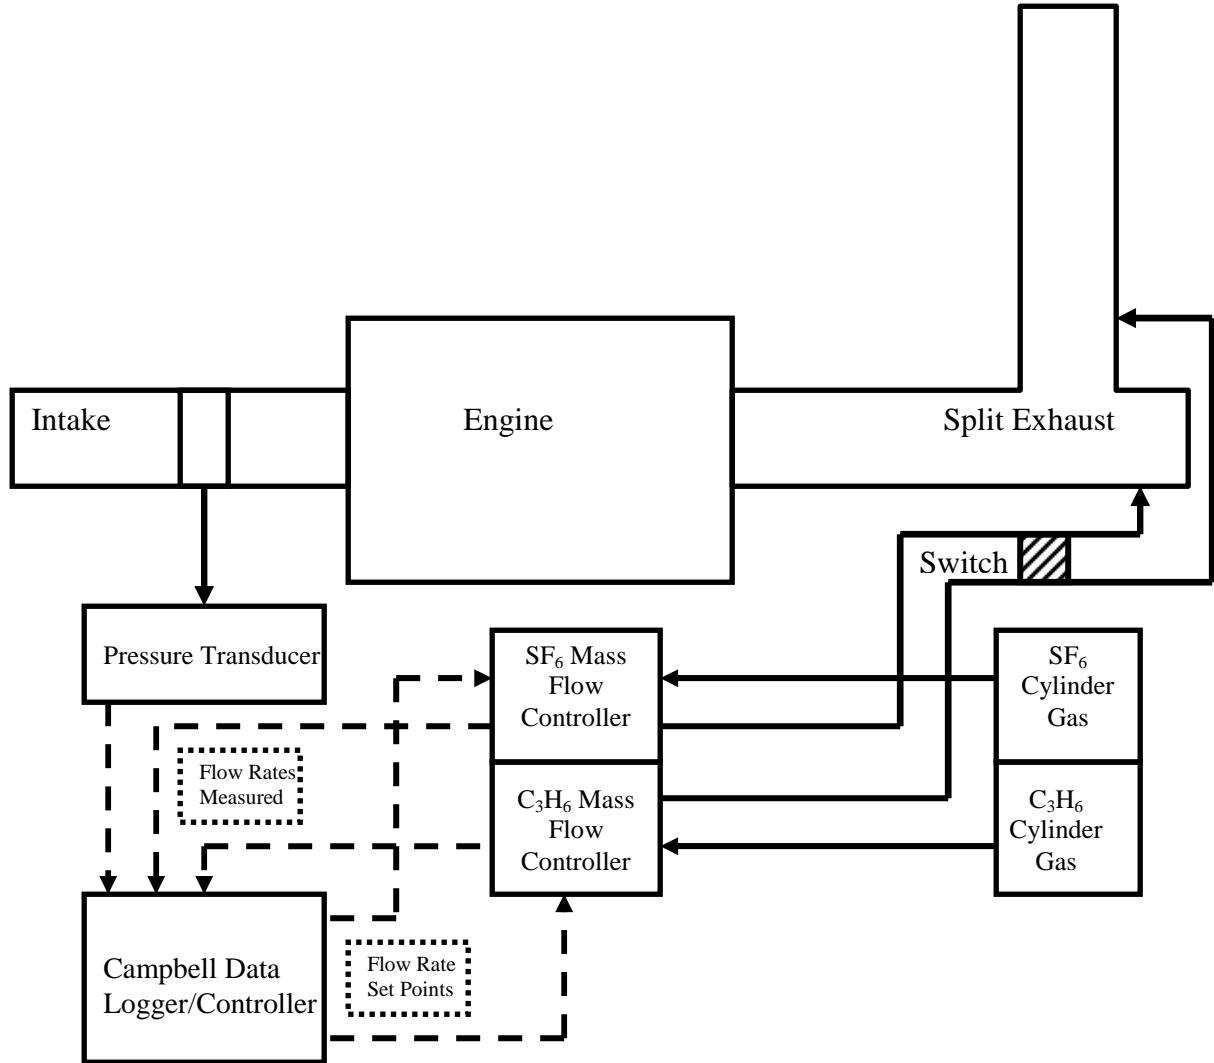 Intake
Engine
Split Exhaust
Switch
Pressure Transducer
SF₆ Mass
Flow
Controller
SF₆
Cylinder
Gas
Flow Rates
Measured
C₃H₆ Mass
Flow
Controller
C₃H₆
Cylinder
Gas
Campbell Data
Logger/Controller
Flow Rate
Set Points